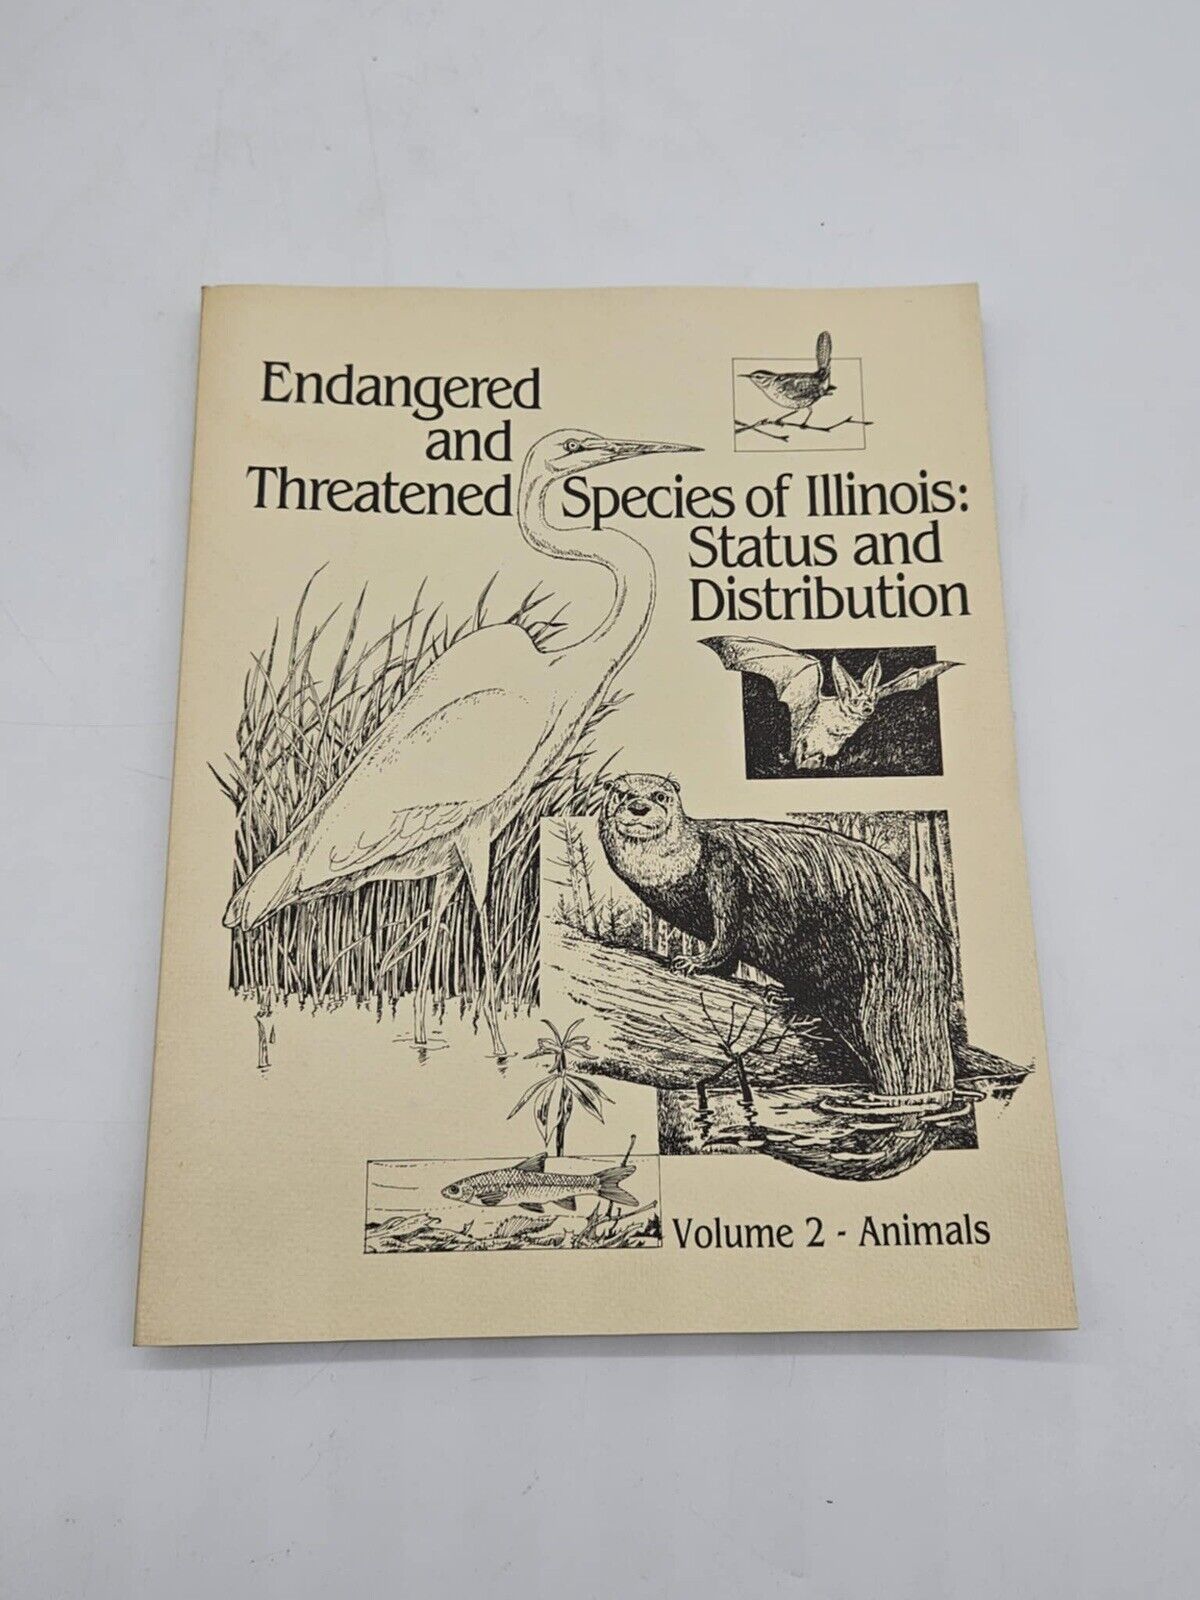 Endangered
and
Threatened Species of Illinois:
Status and
Distribution
Volume 2 - Animals